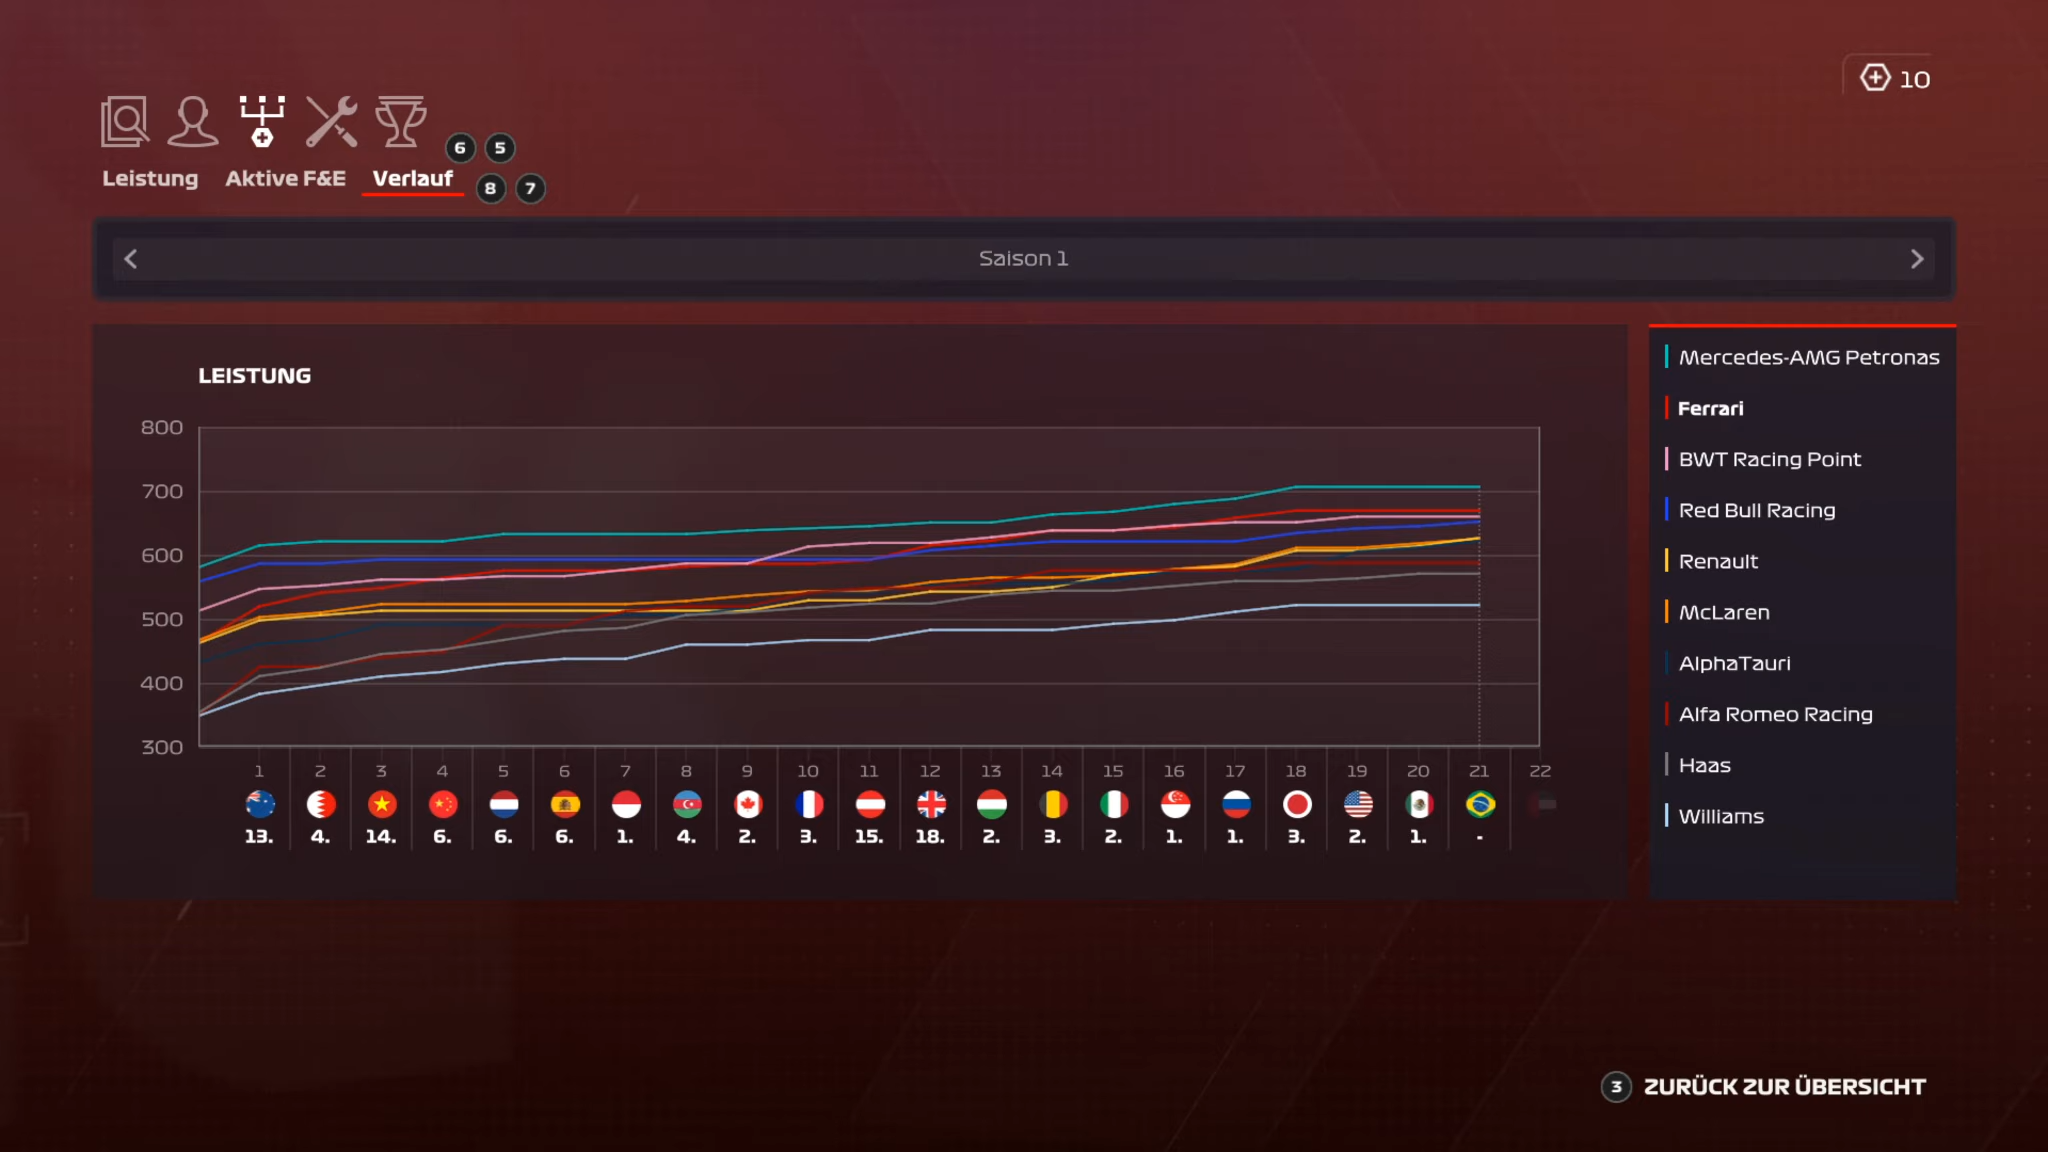 10
6 5
Leistung Aktive F&E Verlauf 8 7
Saison 1
LEISTUNG
800
700
600
500
400
300
1 2 3 4 5 6 7 8 9 10 11 12 13 14 15 16 17 18 19 20 21 22
13. 4. 14. 6. 6. 6. 1. 4. 2. 3. 15. 18. 2. 3. 2. 1. 1. 3. 2. 1. -
Mercedes-AMG Petronas
Ferrari
BWT Racing Point
Red Bull Racing
Renault
McLaren
AlphaTauri
Alfa Romeo Racing
Haas
Williams
3 ZURÜCK ZUR ÜBERSICHT